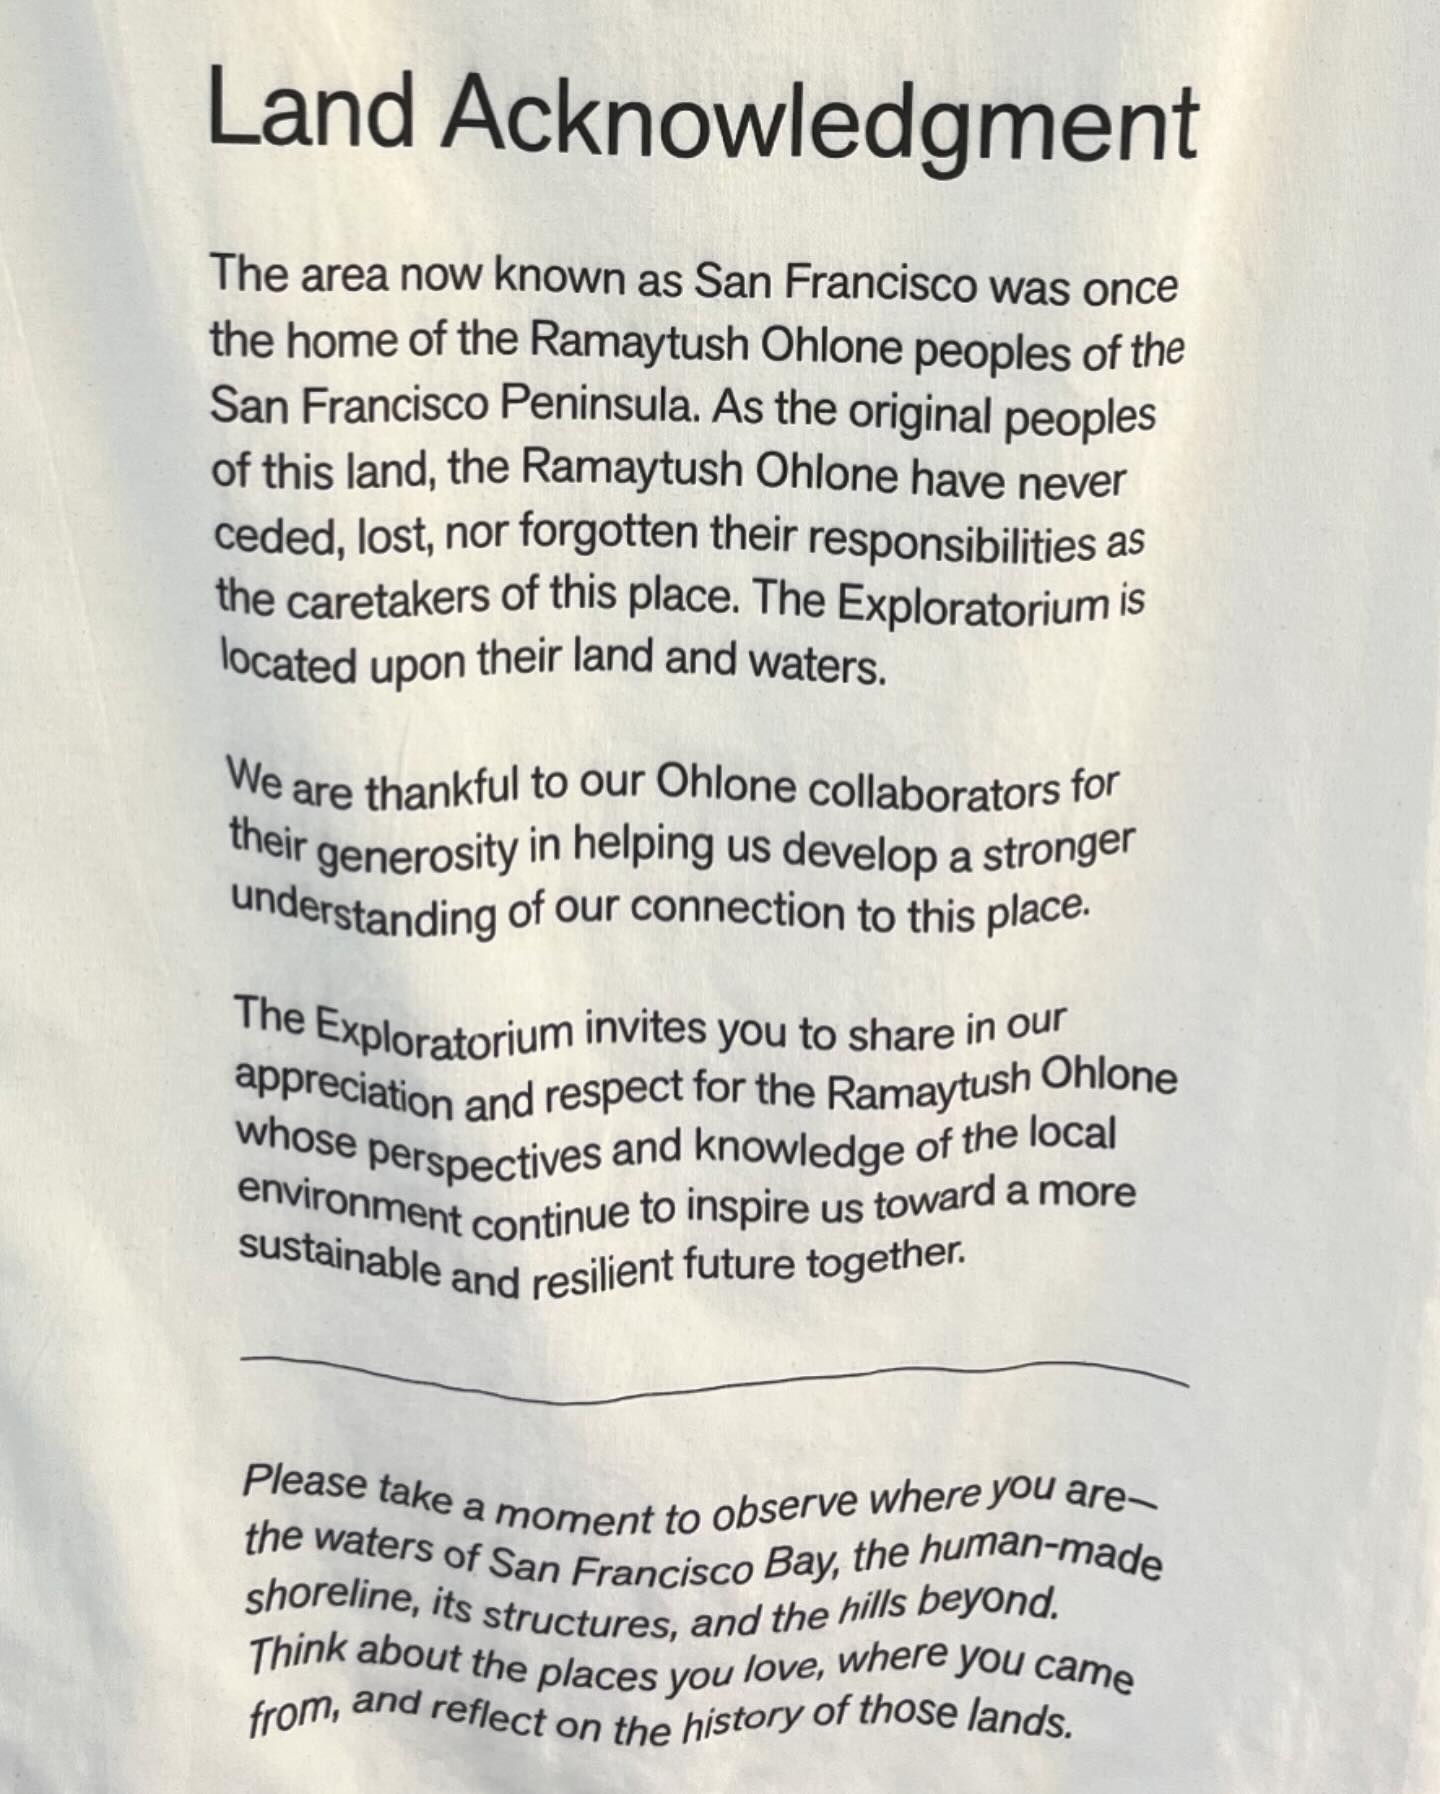 Land Acknowledgment
The area now known as San Francisco was once
the home of the Ramaytush Ohlone peoples of the
San Francisco Peninsula. As the original peoples
of this land, the Ramaytush Ohlone have never
ceded, lost, nor forgotten their responsibilities as
the caretakers of this place. The Exploratorium is
located upon their land and waters.
We are thankful to our Ohlone collaborators for
their generosity in helping us develop a stronger
understanding of our connection to this place.
The Exploratorium invites you to share in our
appreciation and respect for the Ramaytush Ohlone
whose perspectives and knowledge of the local
environment continue to inspire us toward a more
sustainable and resilient future together.
Please take a moment to observe where you are—
the waters of San Francisco Bay, the human-made
shoreline, its structures, and the hills beyond.
Think about the places you love, where you came
from, and reflect on the history of those lands.